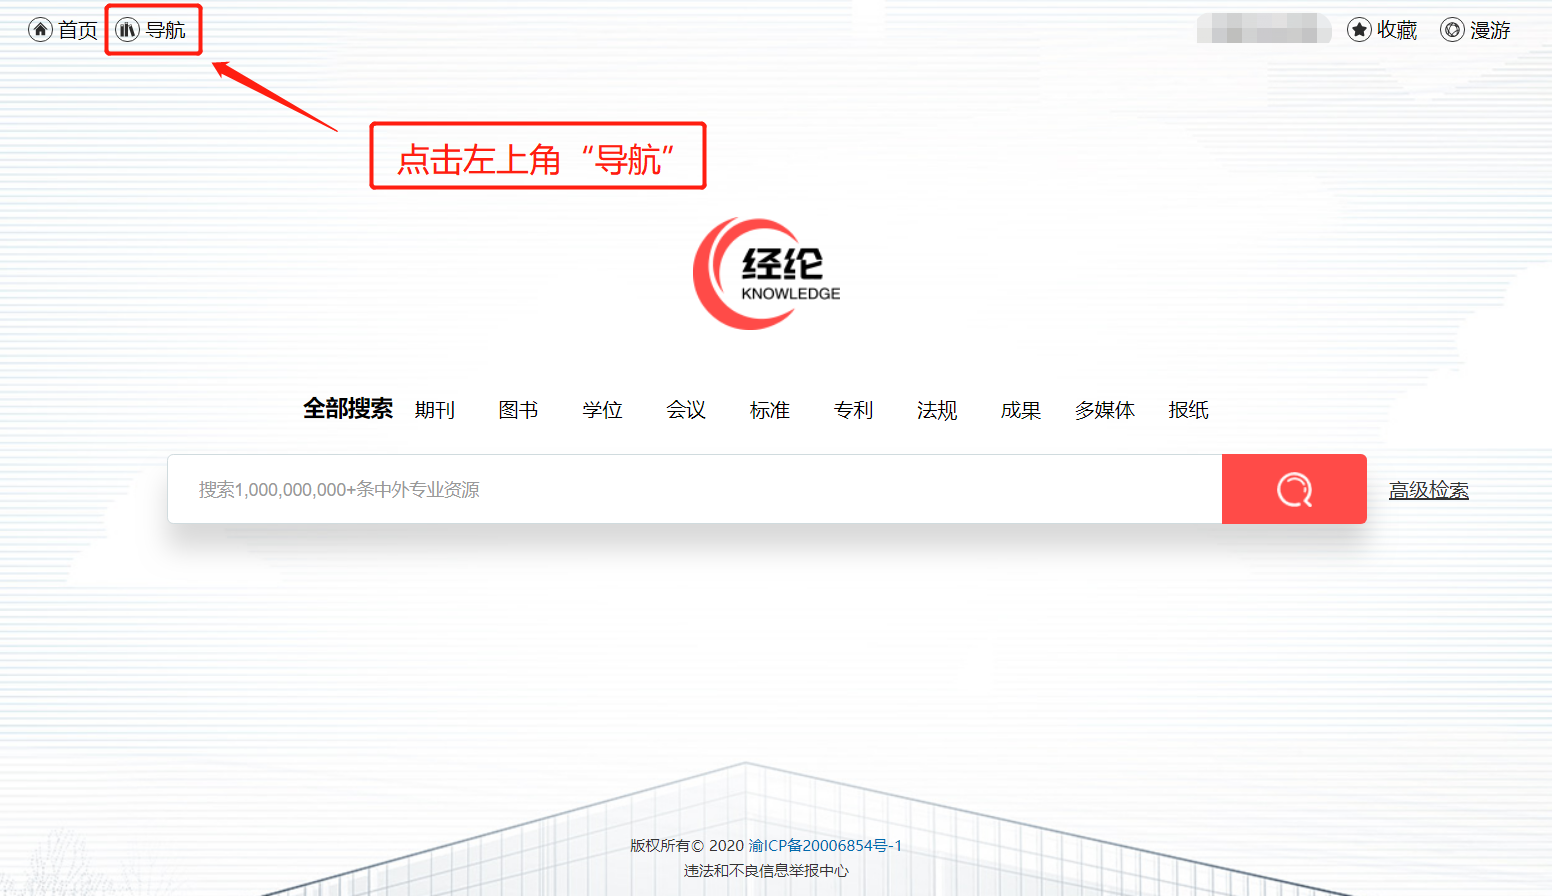 首页 导航 收藏 漫游
点击左上角“导航”
经纶
KNOWLEDGE
全部搜索 期刊 图书 学位 会议 标准 专利 法规 成果 多媒体 报纸
搜索1,000,000,000+条中外专业资源 高级检索
版权所有© 2020 渝ICP备20006854号-1
违法和不良信息举报中心